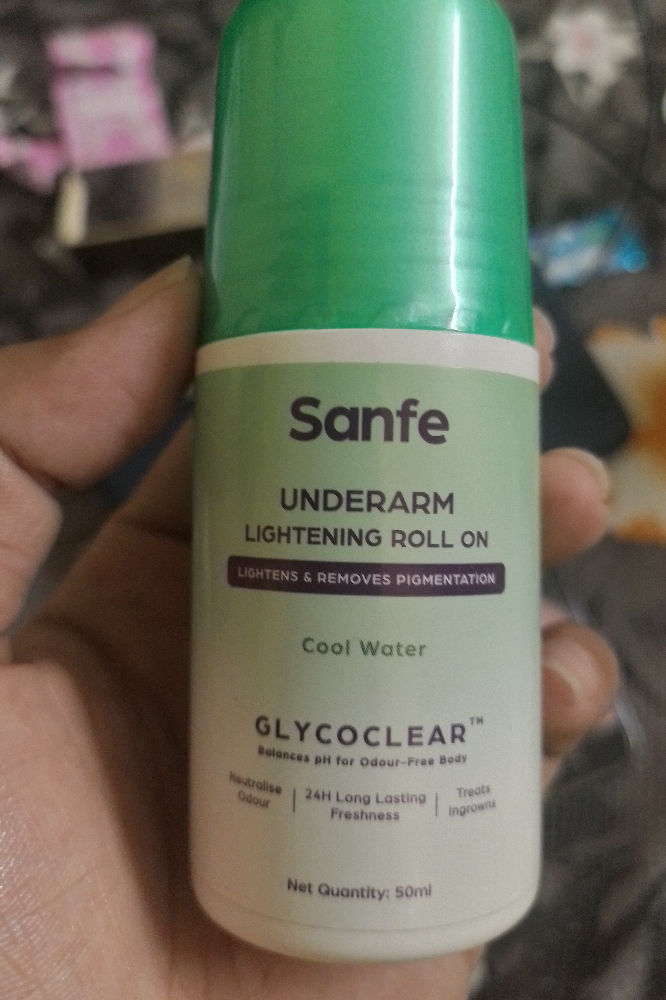 Sanfe
UNDERARM
LIGHTENING ROLL ON
LIGHTENS & REMOVES PIGMENTATION
Cool Water
GLYCOCLEAR™
Balances pH for Odour-Free Body
Neutralise Odour | 24H Long Lasting Freshness | Treats Ingrowns
Net Quantity: 50ml